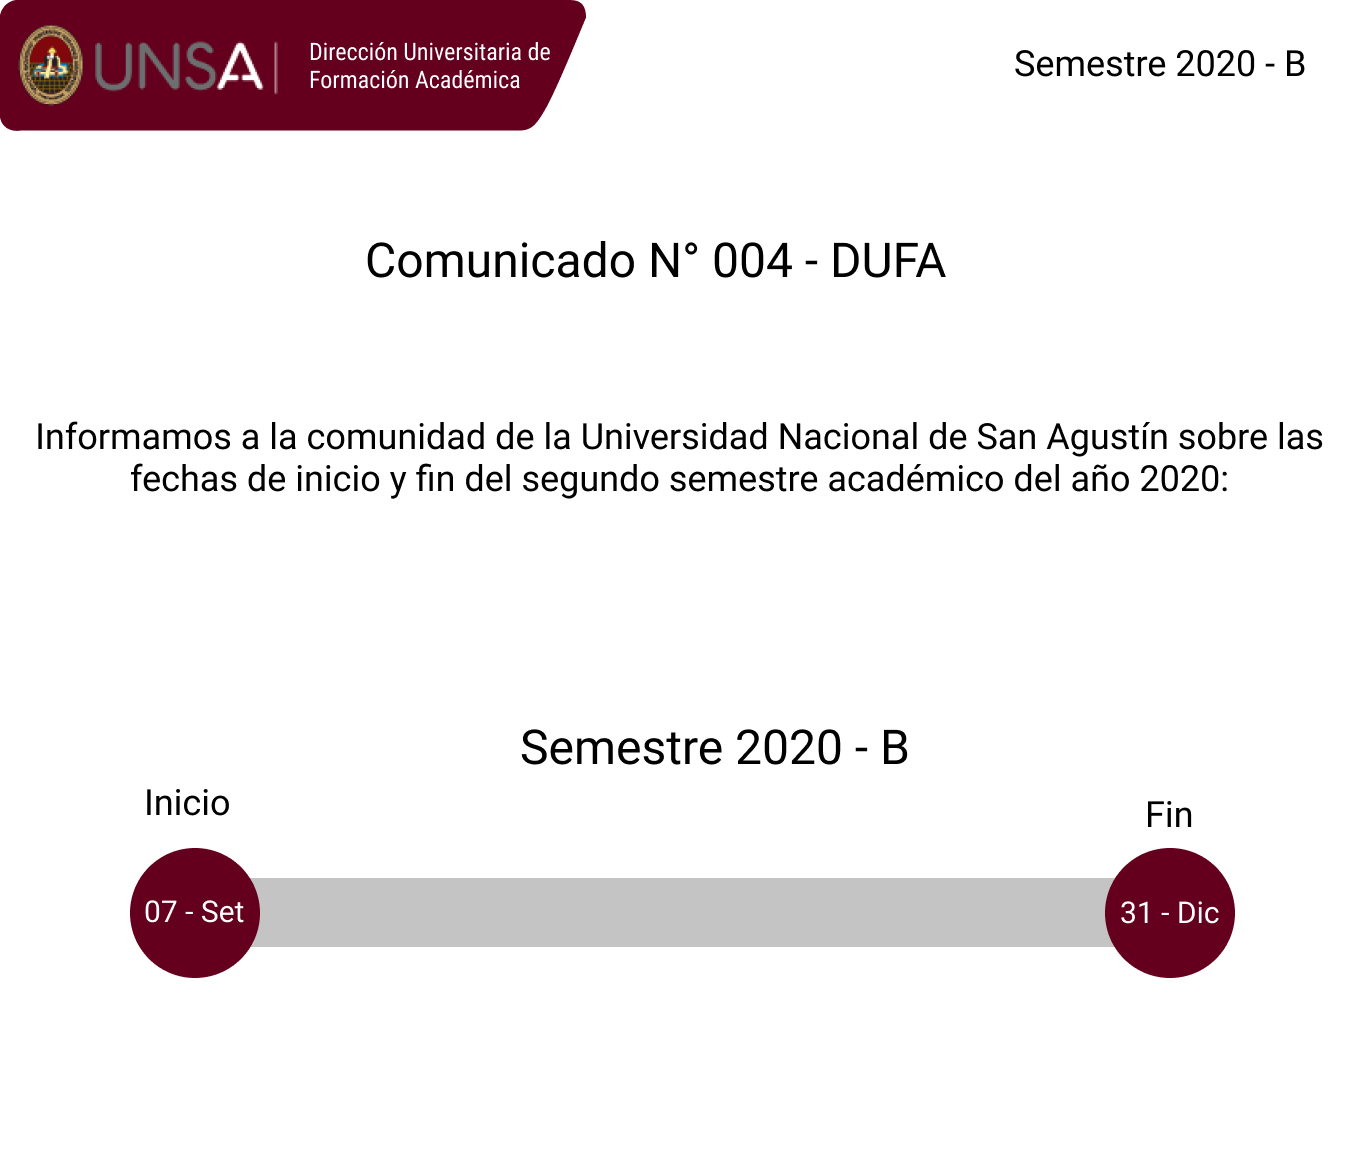 UNSA
Dirección Universitaria de
Formación Académica
Semestre 2020 - B
Comunicado N° 004 - DUFA
Informamos a la comunidad de la Universidad Nacional de San Agustín sobre las
fechas de inicio y fin del segundo semestre académico del año 2020:
Semestre 2020 - B
Inicio
Fin
07 - Set
31 - Dic